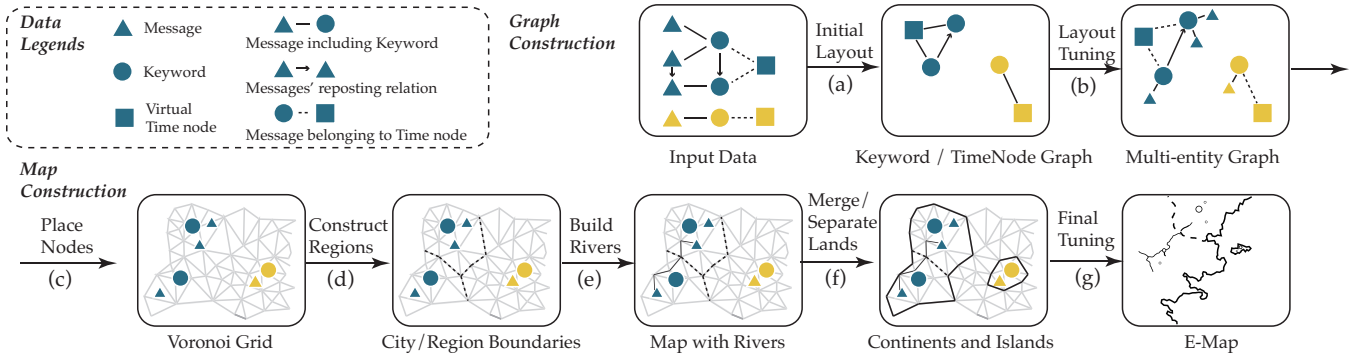 Data
Legends
Message
Message including Keyword
Keyword
Messages' reposting relation
Virtual
Time node
Message belonging to Time node
Graph
Construction
Input Data
Initial
Layout
(a)
Keyword / TimeNode Graph
Layout
Tuning
(b)
Multi-entity Graph
Map
Construction
Place
Nodes
(c)
Voronoi Grid
Construct
Regions
(d)
City/Region Boundaries
Build
Rivers
(e)
Map with Rivers
Merge/
Separate
Lands
(f)
Continents and Islands
Final
Tuning
(g)
E-Map